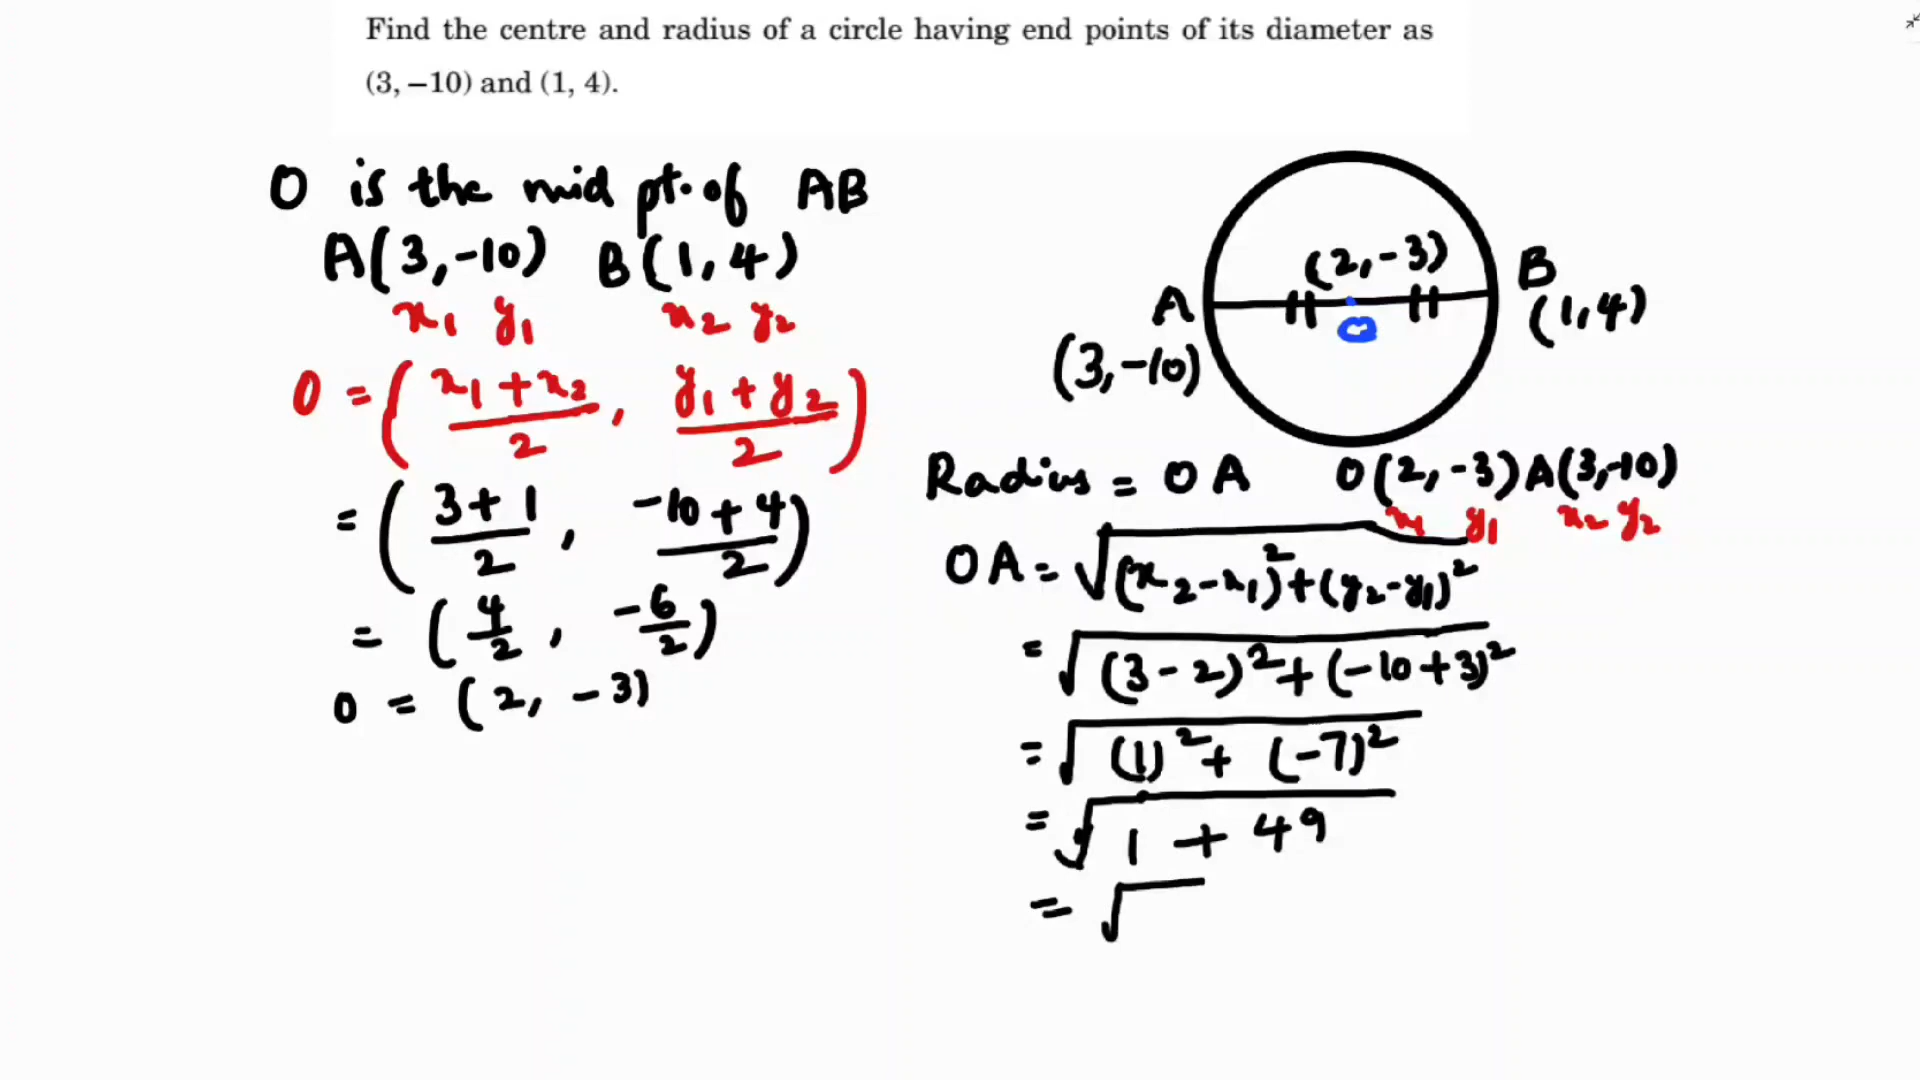 Find the centre and radius of a circle having end points of its diameter as
(3, −10) and (1, 4).
O is the mid pt. of AB
A(3,-10) B(1,4)
x₁ y₁ x₂ y₂
O = (x₁+x₂/2, y₁+y₂/2)
= (3+1/2, -10+4/2)
= (4/2, -6/2)
O = (2, -3)
(2,-3)
A
B
(1,4)
(3,-10)
O
Radius = OA O(2,-3) A(3,-10)
x₁ y₁ x₂ y₂
OA = √(x₂-x₁)²+(y₂-y₁)²
= √(3-2)²+(-10+3)²
= √(1)²+(-7)²
= √1+49
= √